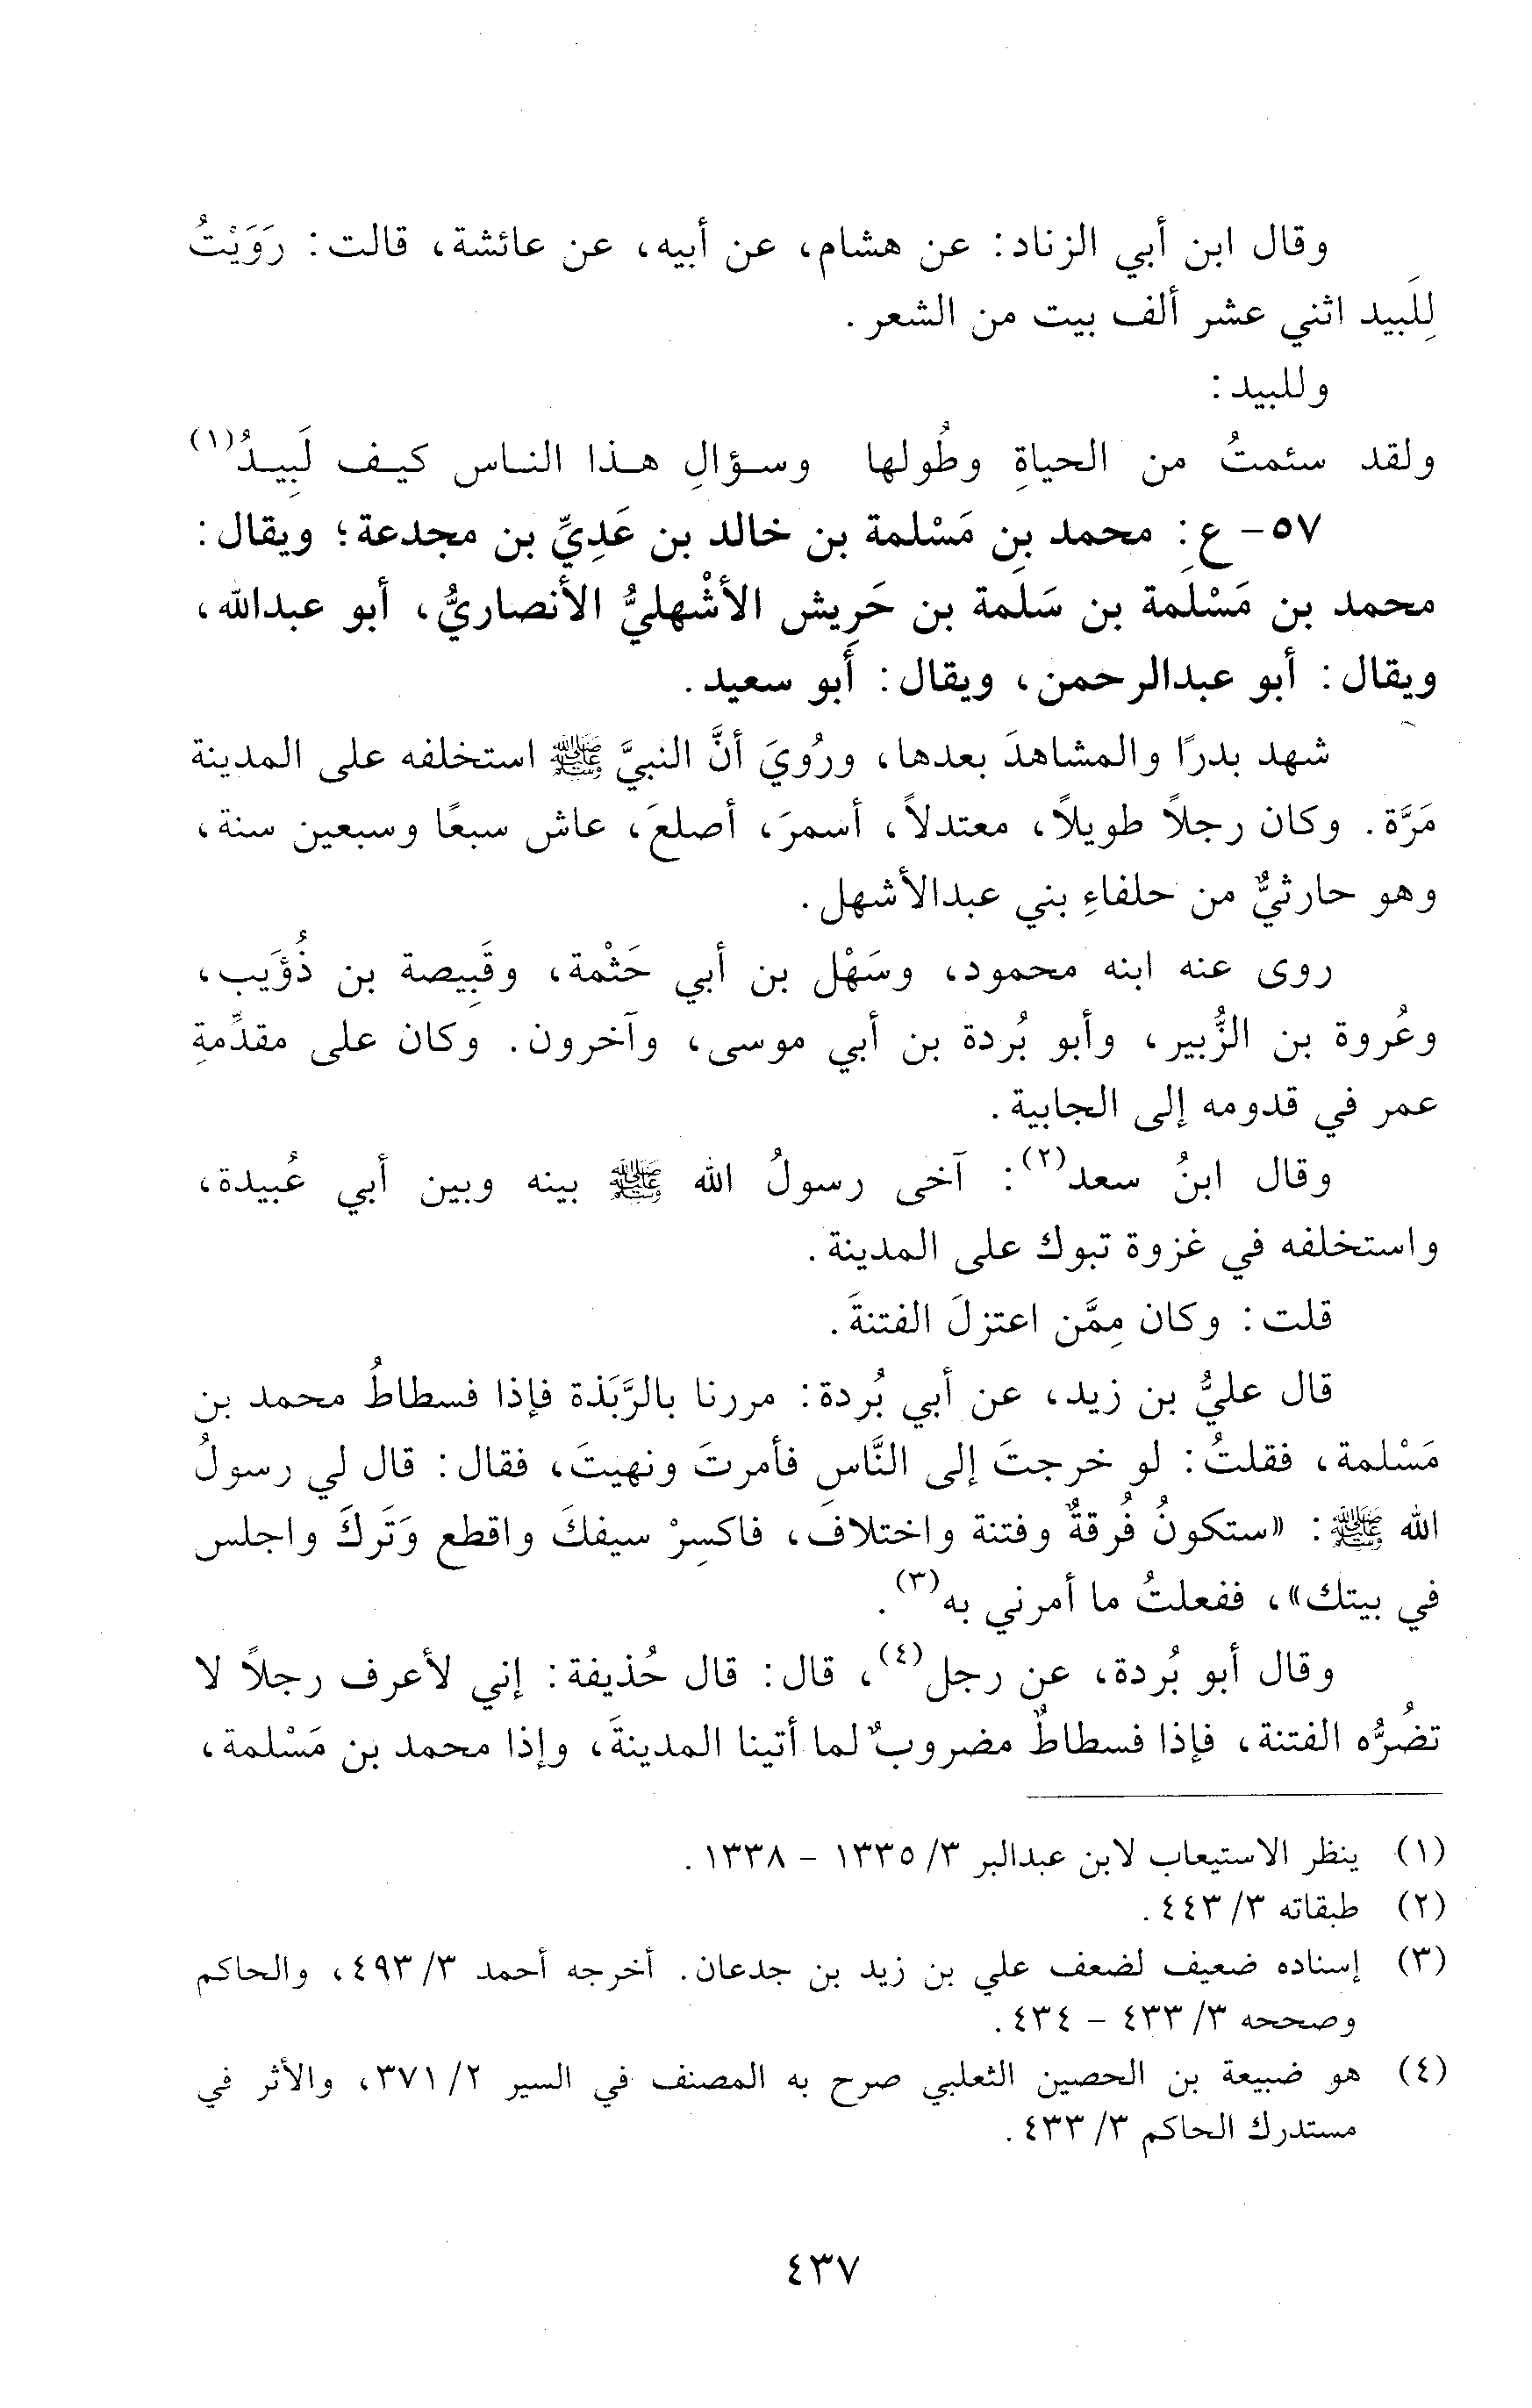 وقال ابن أبي الزناد: عن هشام، عن أبيه، عن عائشة، قالت: رَوَيْتُ
لِلَبيد اثني عشر ألف بيت من الشعر.
وللبيد:
ولقد سئمتُ من الحياةِ وطُولها وسـؤالِ هـذا النـاس كيـف لَبِيـدُ(١)
٥٧- ع: محمد بن مَسْلمة بن خالد بن عَدِيِّ بن مجدعة؛ ويقال:
محمد بن مَسْلَمة بن سَلَمة بن حَرِيش الأشْهليُّ الأنصاريُّ، أبو عبدالله،
ويقال: أبو عبدالرحمن، ويقال: أبو سعيد.
شهد بدرًا والمشاهدَ بعدها، ورُويَ أنَّ النبيَّ ﷺ استخلفه على المدينة
مَرَّة. وكان رجلاً طويلاً، معتدلاً، أسمرَ، أصلعَ، عاش سبعًا وسبعين سنة،
وهو حارثيٌّ من حلفاءِ بني عبدالأشهل.
روى عنه ابنه محمود، وسَهْل بن أبي حَثْمة، وقَبِيصة بن ذُؤَيب،
وعُروة بن الزُّبير، وأبو بُردة بن أبي موسى، وآخرون. وكان على مقدِّمةِ
عمر في قدومه إلى الجابية.
وقال ابنُ سعد(٢): آخى رسولُ الله ﷺ بينه وبين أبي عُبيدة،
واستخلفه في غزوة تبوك على المدينة.
قلت: وكان مِمَّن اعتزلَ الفتنةَ.
قال عليُّ بن زيد، عن أبي بُردة: مررنا بالرَّبَذة فإذا فسطاطُ محمد بن
مَسْلمة، فقلتُ: لو خرجتَ إلى النَّاسِ فأمرتَ ونهيتَ، فقال: قال لي رسولُ
الله ﷺ: «ستكونُ فُرقةٌ وفتنة واختلاف، فاكسِرْ سيفكَ واقطع وَتَركَ واجلس
في بيتك»، ففعلتُ ما أمرني به(٣).
وقال أبو بُردة، عن رجل(٤)، قال: قال حُذيفة: إني لأعرف رجلاً لا
تضُرُّه الفتنة، فإذا فسطاطٌ مضروبٌ لما أتينا المدينةَ، وإذا محمد بن مَسْلمة،
(١) ينظر الاستيعاب لابن عبدالبر ٣/ ١٣٣٥ - ١٣٣٨.
(٢) طبقاته ٣/ ٤٤٣.
(٣) إسناده ضعيف لضعف علي بن زيد بن جدعان. أخرجه أحمد ٣/ ٤٩٣، والحاكم
وصححه ٣/ ٤٣٣ - ٤٣٤.
(٤) هو ضبيعة بن الحصين الثعلبي صرح به المصنف في السير ٢/ ٣٧١، والأثر في
مستدرك الحاكم ٣/ ٤٣٣.
٤٣٧